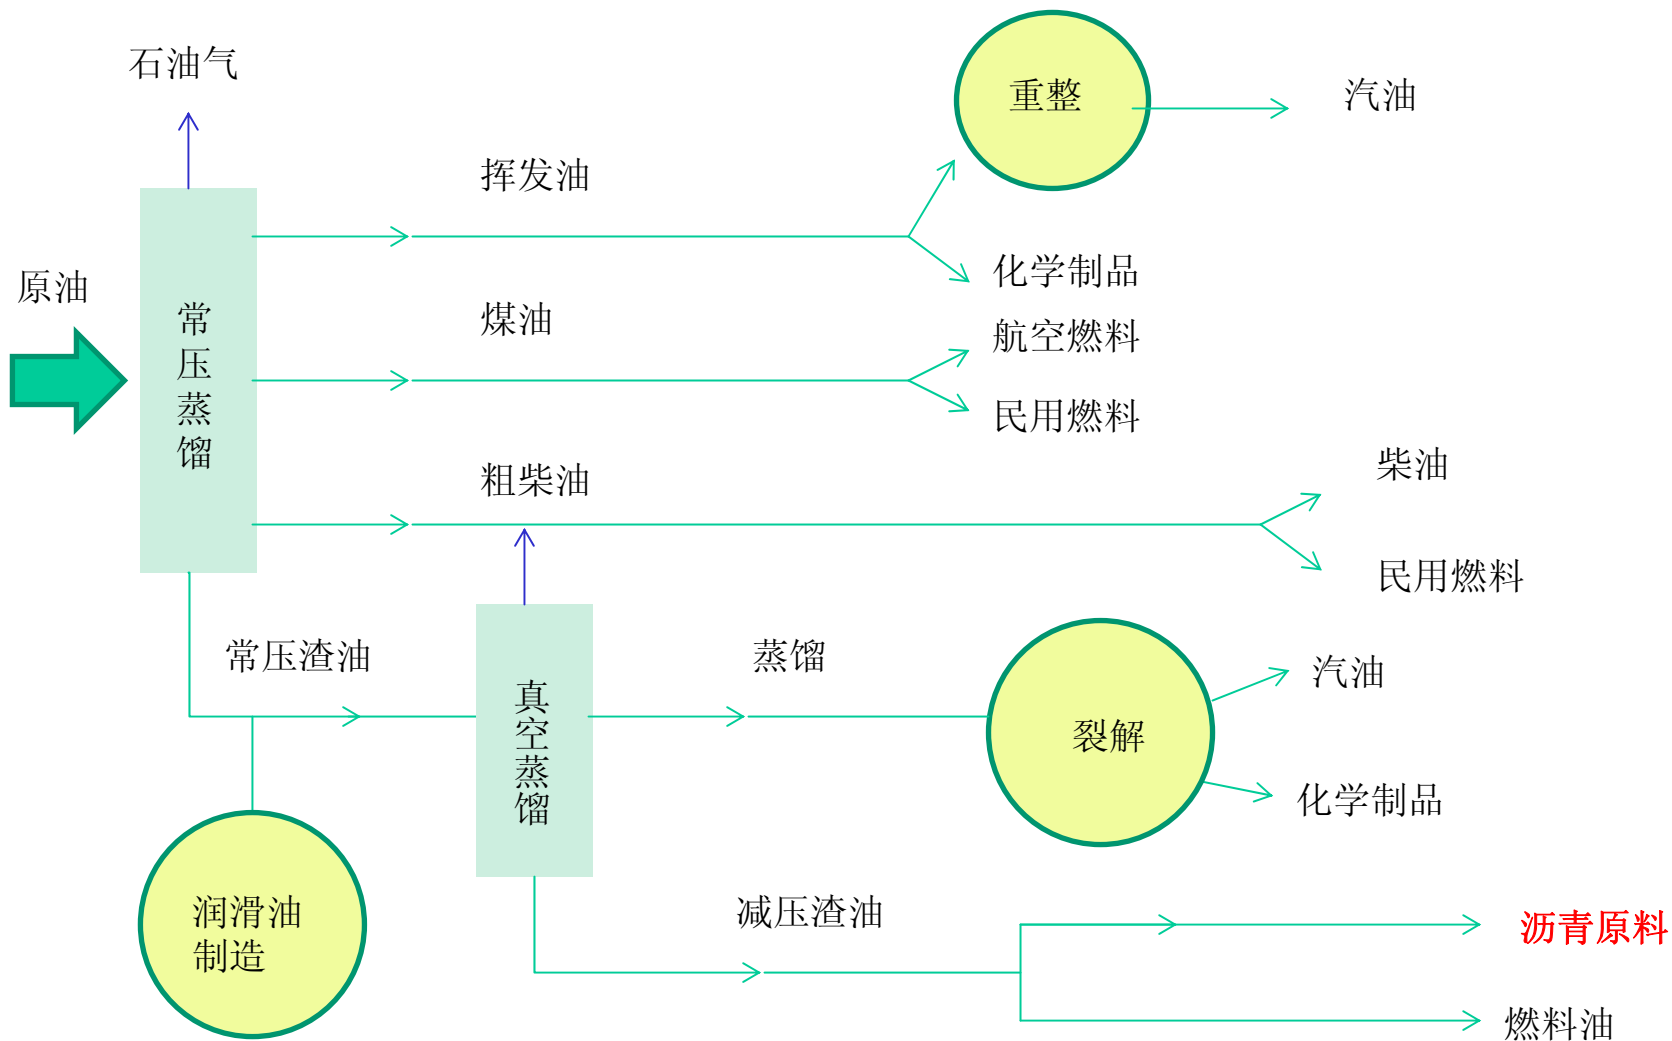 石油气
重整
汽油
挥发油
原油
化学制品
常压蒸馏
煤油
航空燃料
民用燃料
粗柴油
柴油
民用燃料
常压渣油
真空蒸馏
蒸馏
汽油
裂解
化学制品
润滑油
制造
减压渣油
沥青原料
燃料油